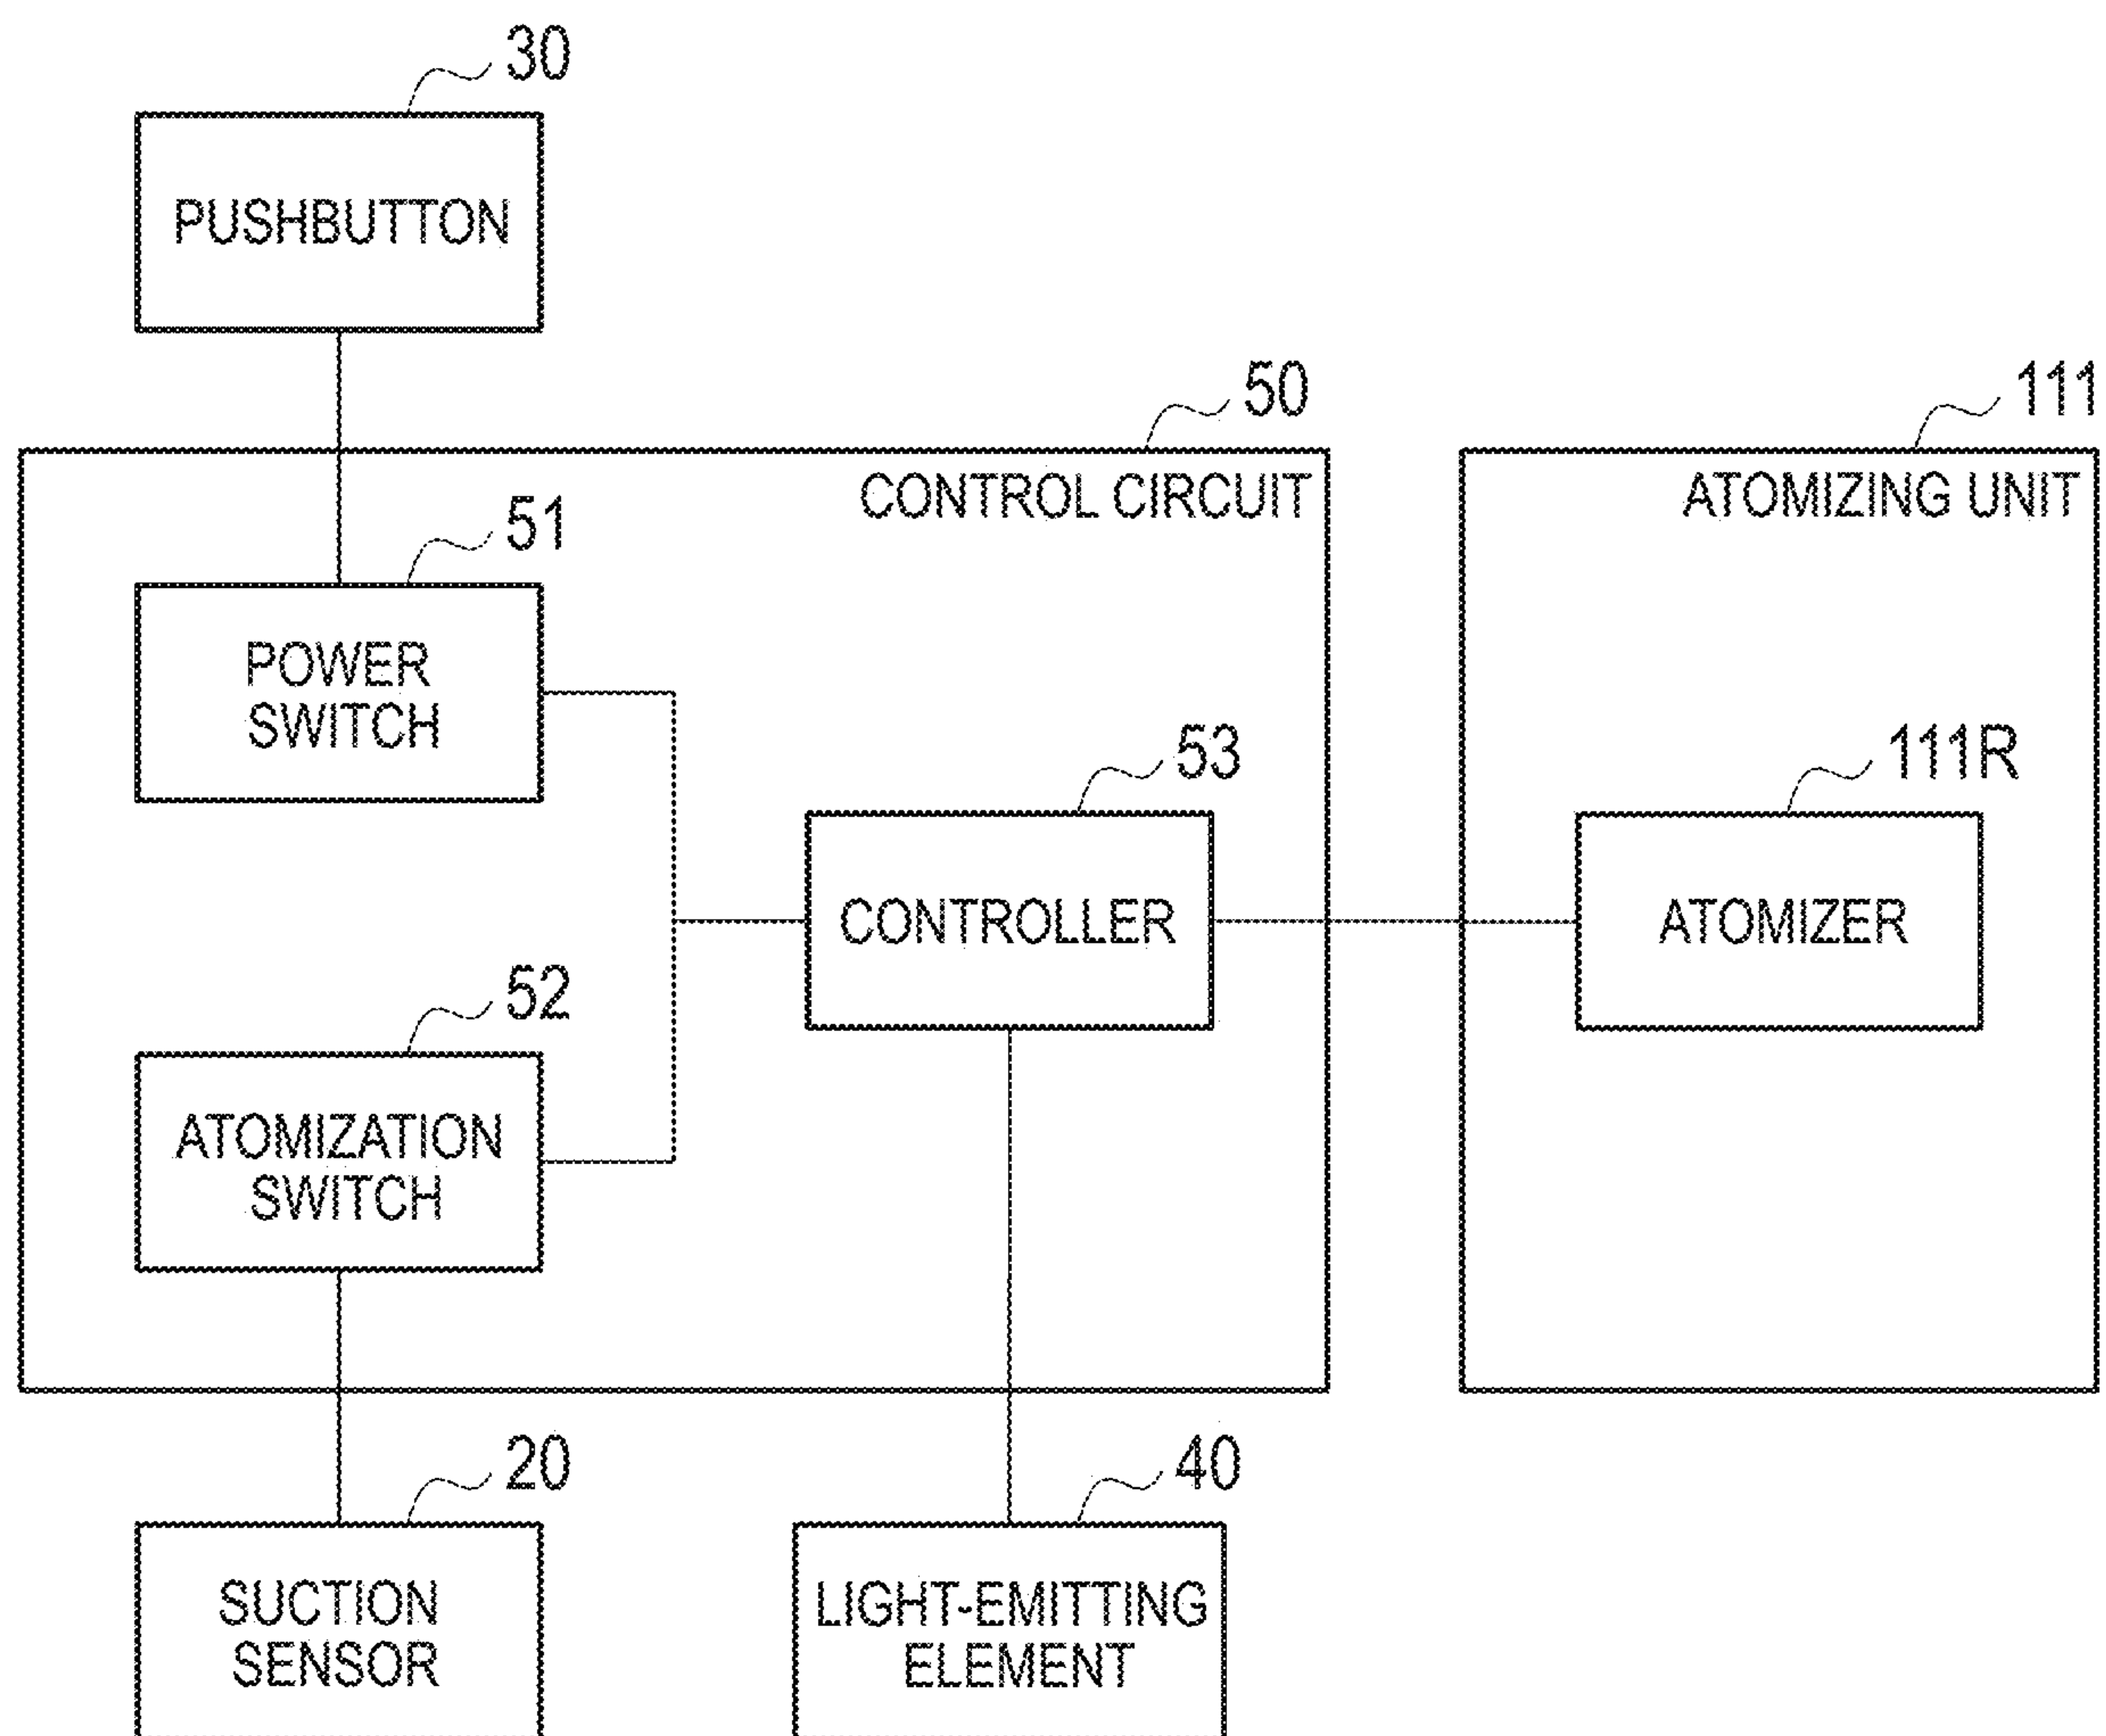 30
PUSHBUTTON
50
111
CONTROL CIRCUIT
ATOMIZING UNIT
51
POWER
SWITCH
53
111R
CONTROLLER
ATOMIZER
52
ATOMIZATION
SWITCH
20
40
SUCTION
SENSOR
LIGHT-EMITTING
ELEMENT